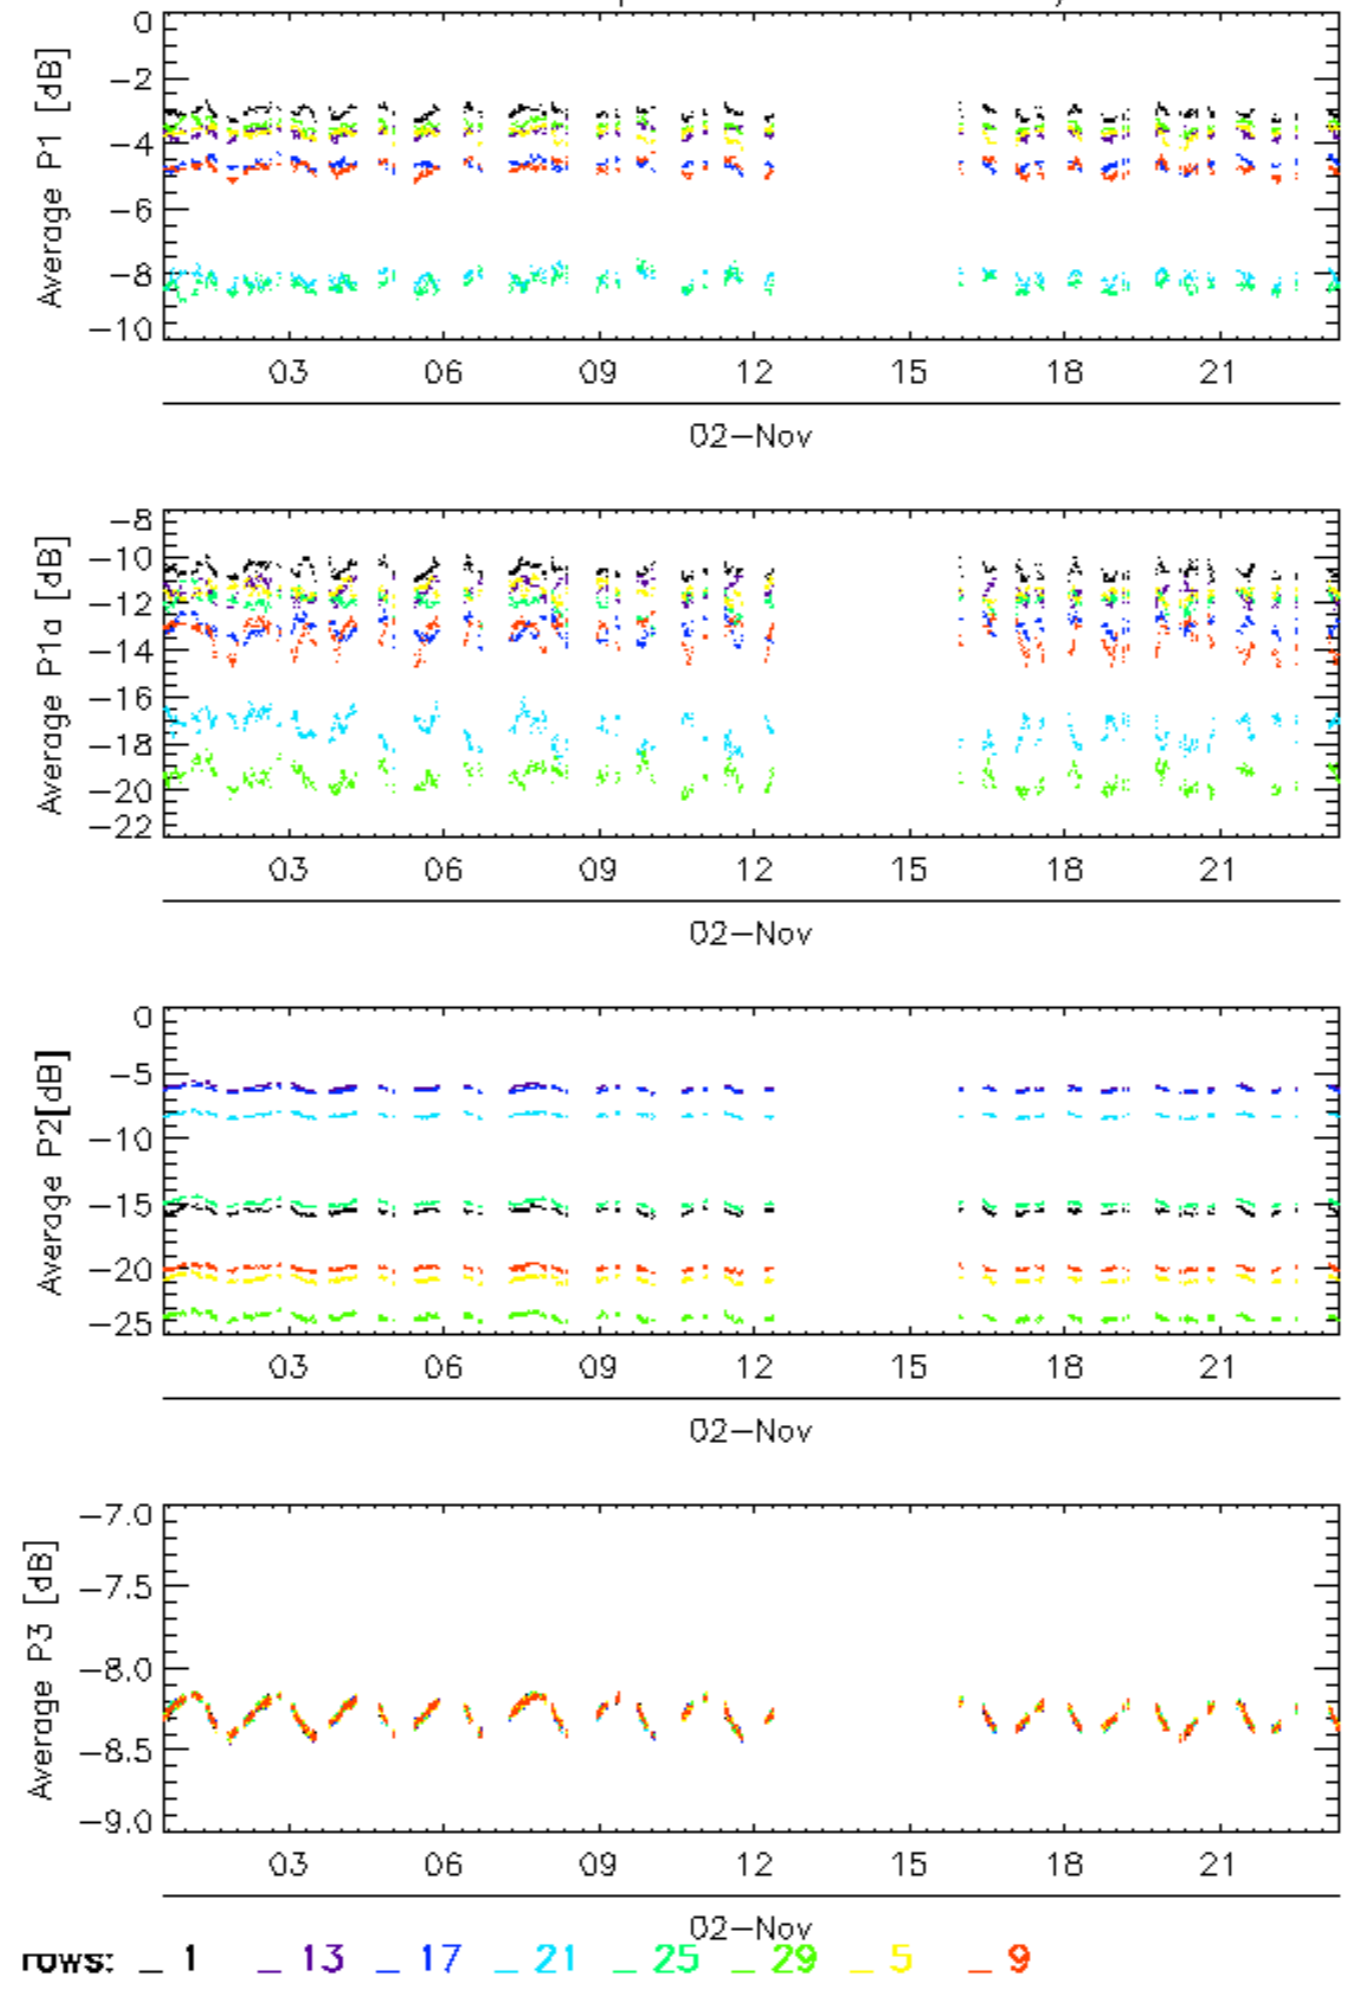 0
−2
−4
−6
−8
−10
Average P1 [dB]
03 06 09 12 15 18 21
02−Nov
−8
−10
−12
−14
−16
−18
−20
−22
Average P1a [dB]
03 06 09 12 15 18 21
02−Nov
0
−5
−10
−15
−20
−25
Average P2[dB]
03 06 09 12 15 18 21
02−Nov
−7.0
−7.5
−8.0
−8.5
−9.0
Average P3 [dB]
03 06 09 12 15 18 21
02−Nov
rows: _ 1 _ 13 _ 17 _ 21 _ 25 _ 29 _ 5 _ 9